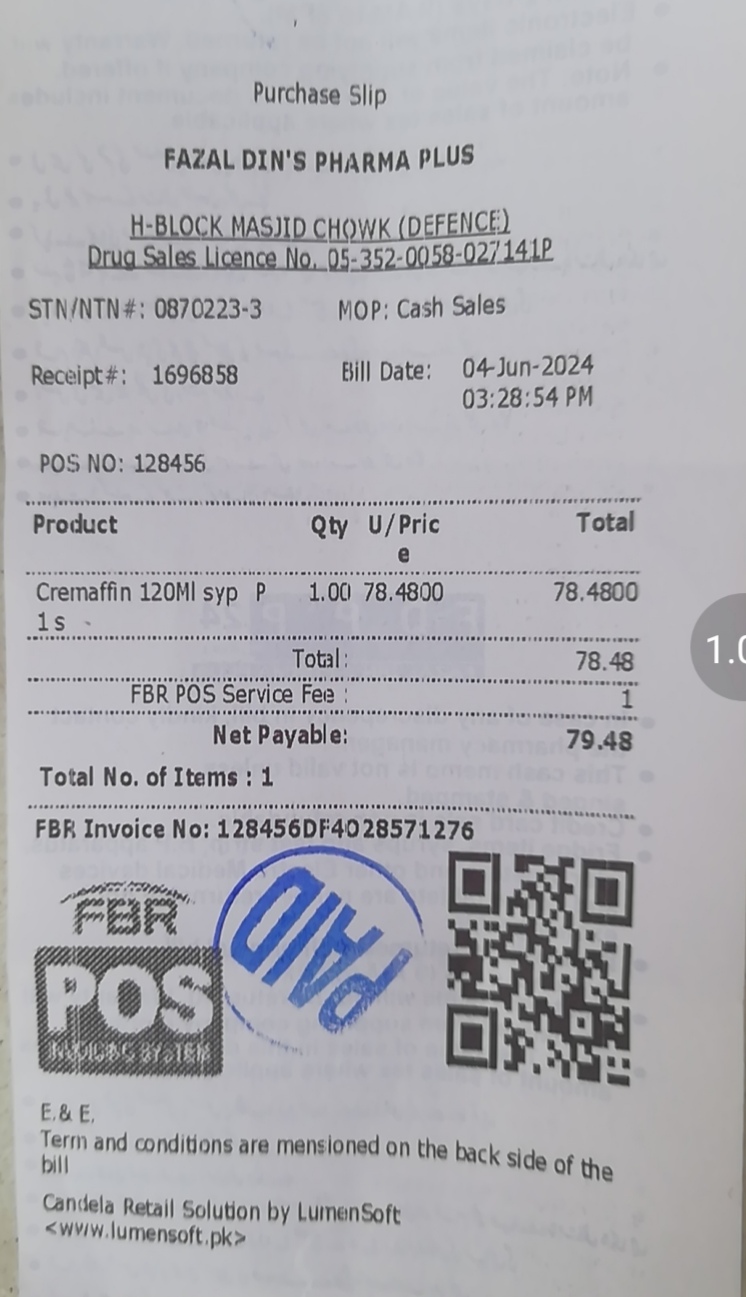 Purchase Slip
FAZAL DIN'S PHARMA PLUS
H-BLOCK MASJID CHOWK (DEFENCE)
Drug Sales Licence No. 05-352-0058-027141P
STN/NTN#: 0870223-3 MOP: Cash Sales
Receipt#: 1696858 Bill Date: 04-Jun-2024
03:28:54 PM
POS NO: 128456
Product Qty U/Pric Total
e
Cremaffin 120Ml syp P 1.00 78.4800 78.4800
1 s
Total: 78.48
FBR POS Service Fee : 1
Net Payable: 79.48
Total No. of Items : 1
FBR Invoice No: 128456DF4028571276
FBR
POS
INVOICING SYSTEM
PAID
E.& E.
Term and conditions are mensioned on the back side of the
bill
Candela Retail Solution by LumenSoft
<www.lumensoft.pk>
1.0